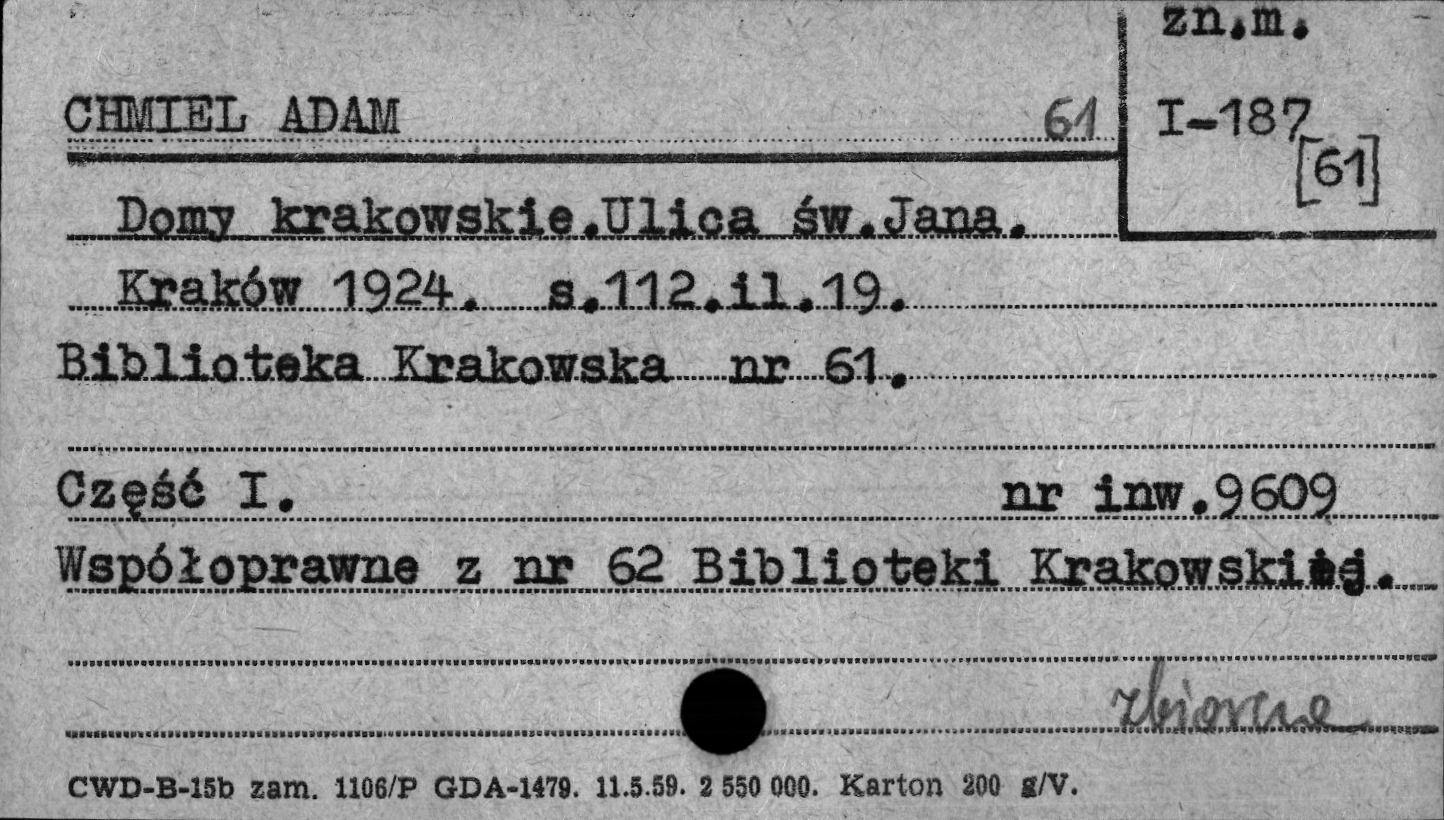 zn.m.
CHMIEL ADAM 61 I-187
[61]
Domy krakowskie.Ulica św.Jana.
Kraków 1924. s.112.il.19.
Biblioteka Krakowska nr 61.
Część I. nr inw.9609
Współoprawne z nr 62 Biblioteki Krakowskiej.
zbiorcze
CWD-B-15b zam. 1106/P GDA-1479. 11.5.59. 2 550 000. Karton 200 g/V.